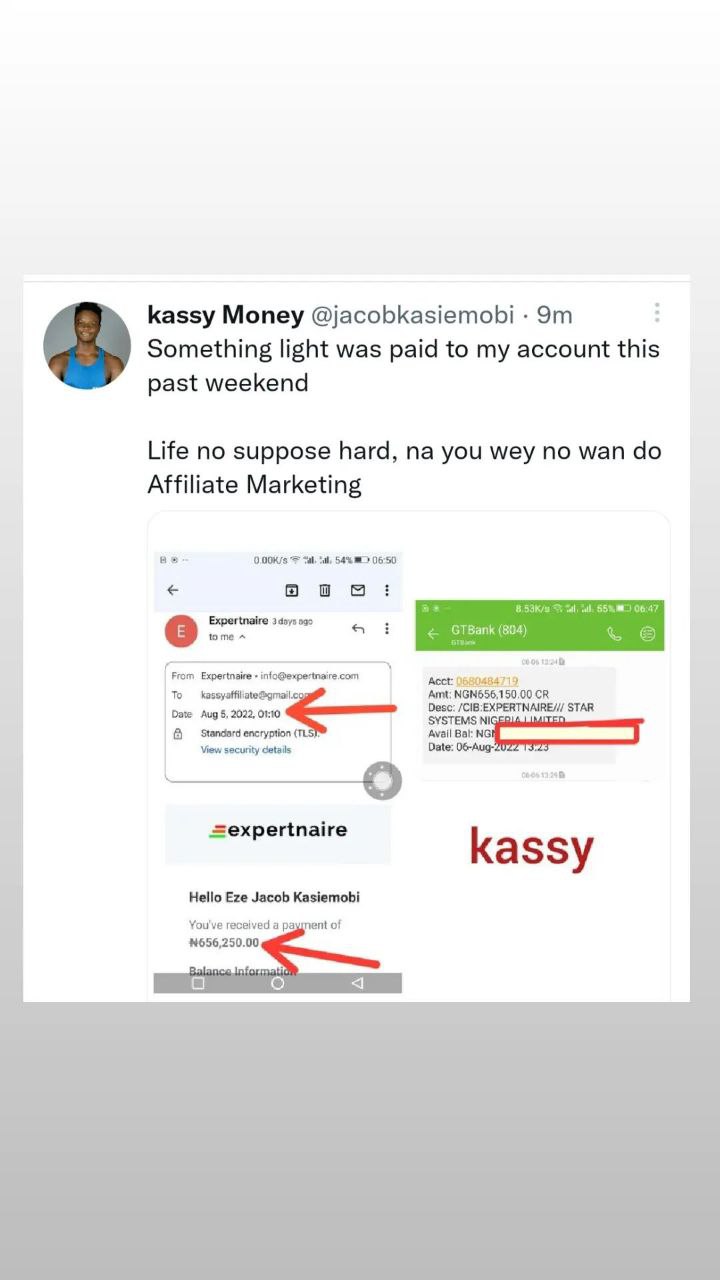 kassy Money @jacobkasiemobi · 9m
Something light was paid to my account this
past weekend
Life no suppose hard, na you wey no wan do
Affiliate Marketing
0.00K/s 54% 06:50
E
Expertnaire 3 days ago
to me
From Expertnaire • info@expertnaire.com
To kassyaffiliate@gmail.com
Date Aug 5, 2022, 01:10
Standard encryption (TLS).
View security details
expertnaire
Hello Eze Jacob Kasiemobi
You've received a payment of
₦656,250.00
Balance Information
8.53K/s 55% 06:47
GTBank (804)
GTBank
08-06 13:24
Acct: 0680484719
Amt: NGN656,150.00 CR
Desc: /CIB:EXPERTNAIRE/// STAR
SYSTEMS NIGERIA LIMITED
Avail Bal: NGN
Date: 06-Aug-2022 13:23
08-06 13:29
kassy